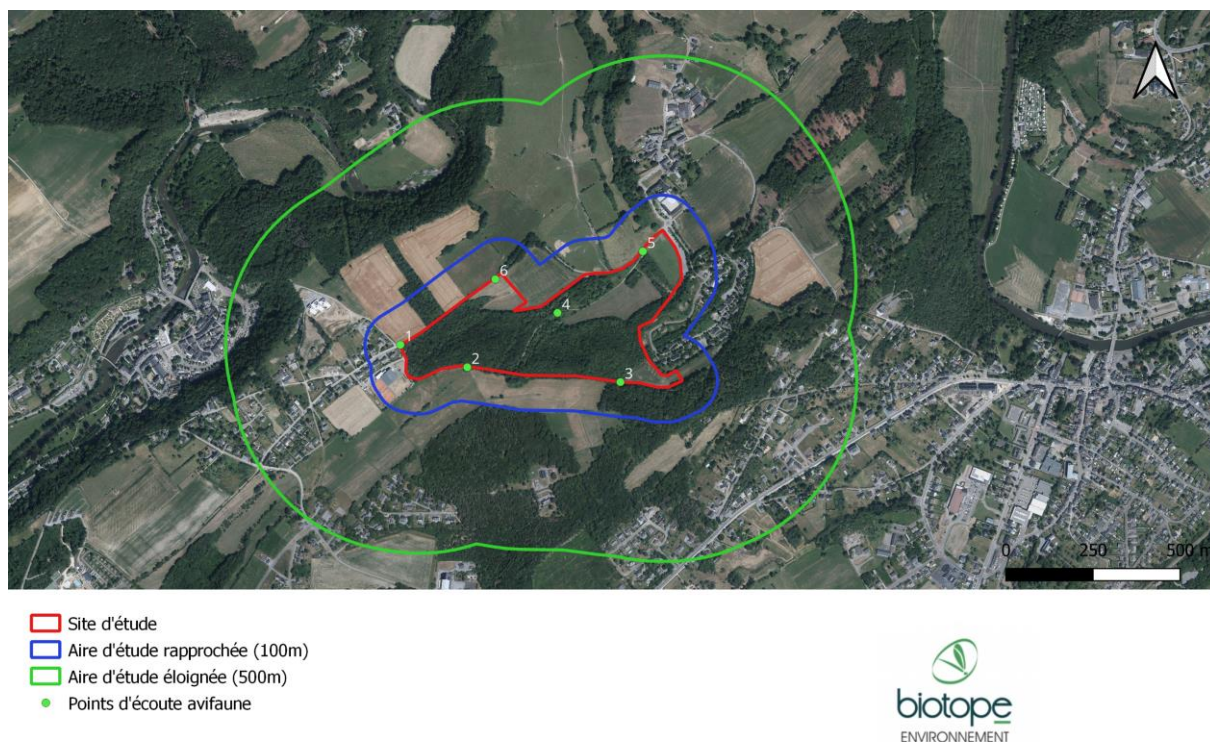 5
6
4
1
2
3
0 250 500 m
Site d'étude
Aire d'étude rapprochée (100m)
Aire d'étude éloignée (500m)
Points d'écoute avifaune
biotope
ENVIRONNEMENT